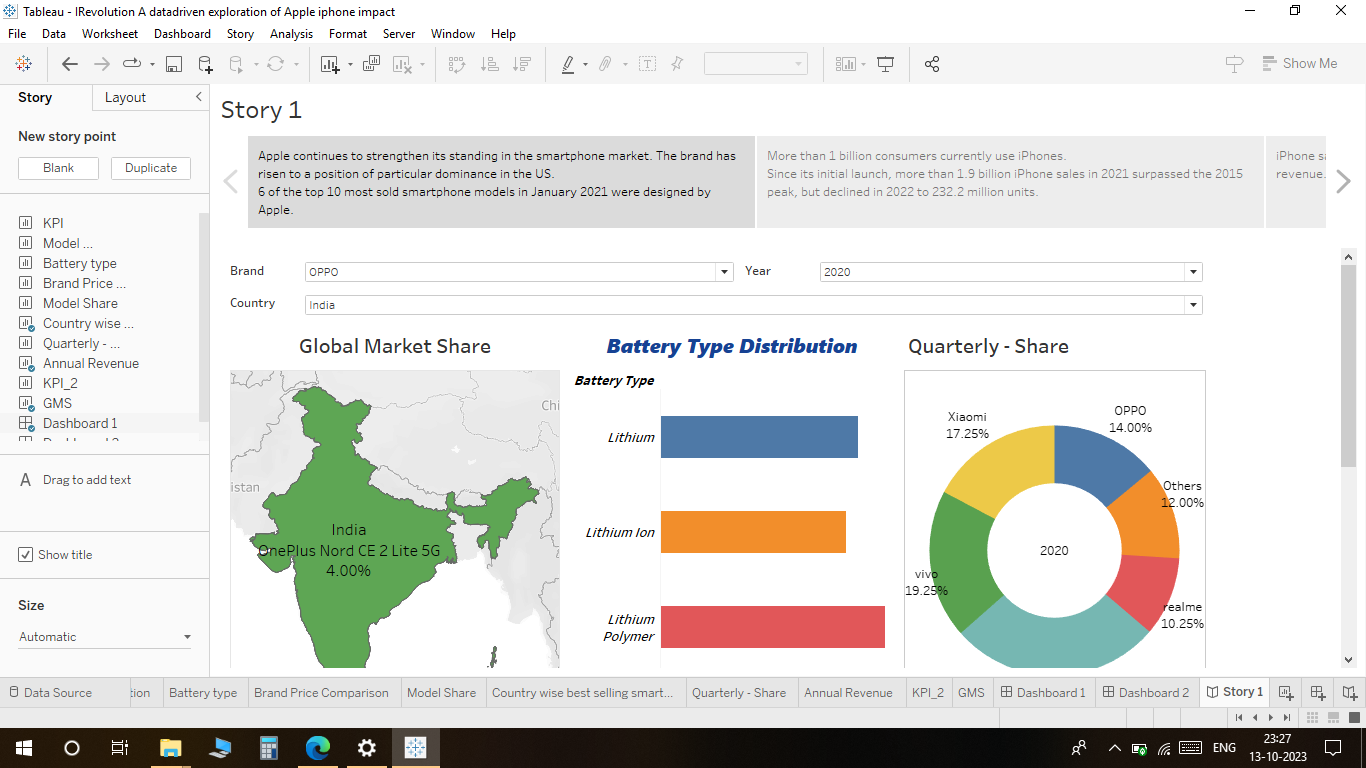 Tableau - IRevolution A datadriven exploration of Apple iphone impact
File Data Worksheet Dashboard Story Analysis Format Server Window Help
Show Me
Story Layout
New story point
Blank Duplicate
KPI
Model ...
Battery type
Brand Price ...
Model Share
Country wise ...
Quarterly - ...
Annual Revenue
KPI_2
GMS
Dashboard 1
A Drag to add text
Show title
Size
Automatic
Story 1
Apple continues to strengthen its standing in the smartphone market. The brand has
risen to a position of particular dominance in the US.
6 of the top 10 most sold smartphone models in January 2021 were designed by
Apple.
More than 1 billion consumers currently use iPhones.
Since its initial launch, more than 1.9 billion iPhone sales in 2021 surpassed the 2015
peak, but declined in 2022 to 232.2 million units.
iPhone
revenue.
Brand OPPO Year 2020
Country India
Global Market Share
Chi
istan
India
OnePlus Nord CE 2 Lite 5G
4.00%
Battery Type Distribution
Battery Type
Lithium
Lithium Ion
Lithium
Polymer
Quarterly - Share
Xiaomi
17.25%
OPPO
14.00%
Others
12.00%
2020
vivo
19.25%
realme
10.25%
Data Source tion Battery type Brand Price Comparison Model Share Country wise best selling smart... Quarterly - Share Annual Revenue KPI_2 GMS Dashboard 1 Dashboard 2 Story 1
ENG
23:27
13-10-2023